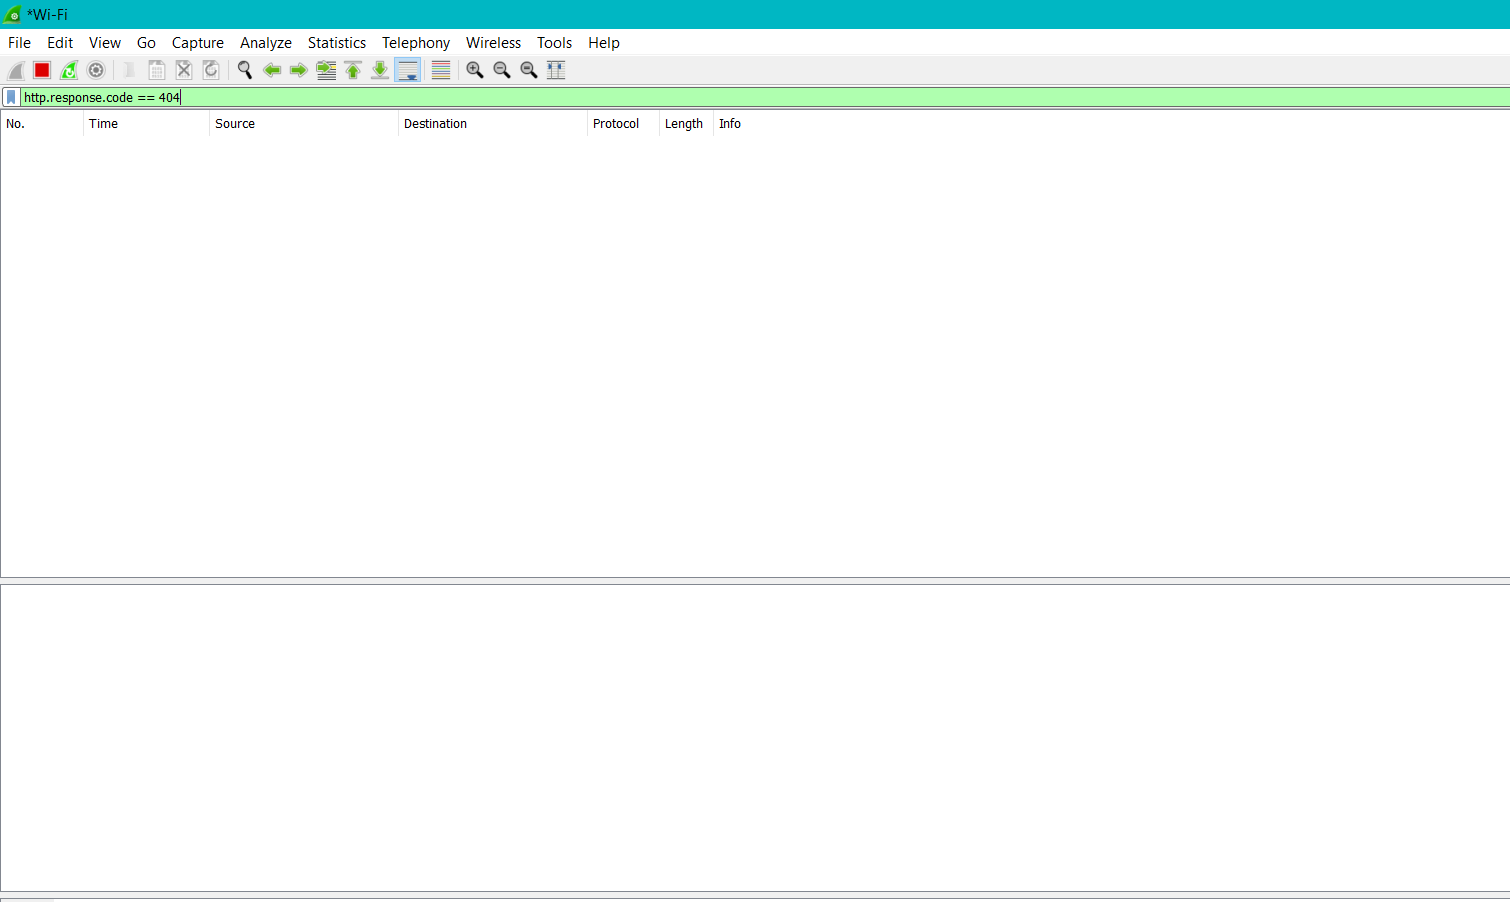 *Wi-Fi
File Edit View Go Capture Analyze Statistics Telephony Wireless Tools Help
http.response.code == 404
No. Time Source Destination Protocol Length Info